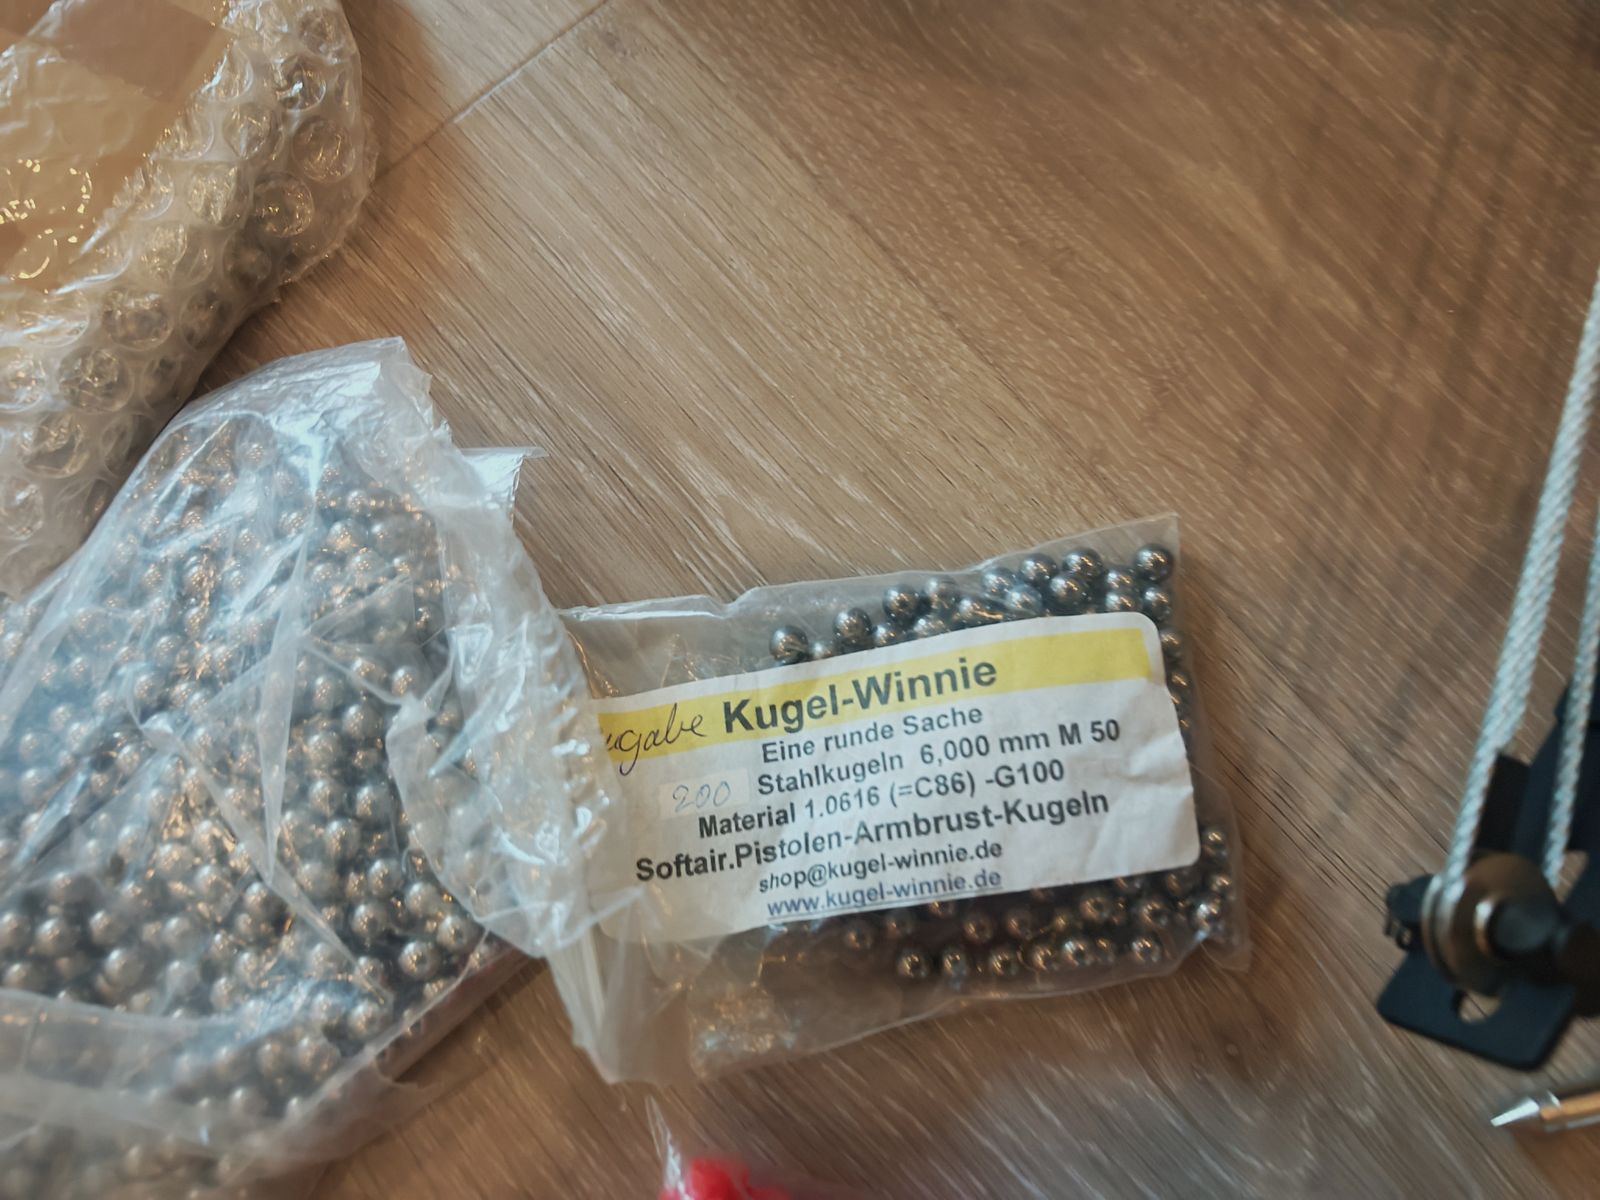 Kugel-Winnie
Eine runde Sache
200 Stahlkugeln 6,000 mm M 50
Material 1.0616 (=C86) -G100
Softair.Pistolen-Armbrust-Kugeln
shop@kugel-winnie.de
www.kugel-winnie.de